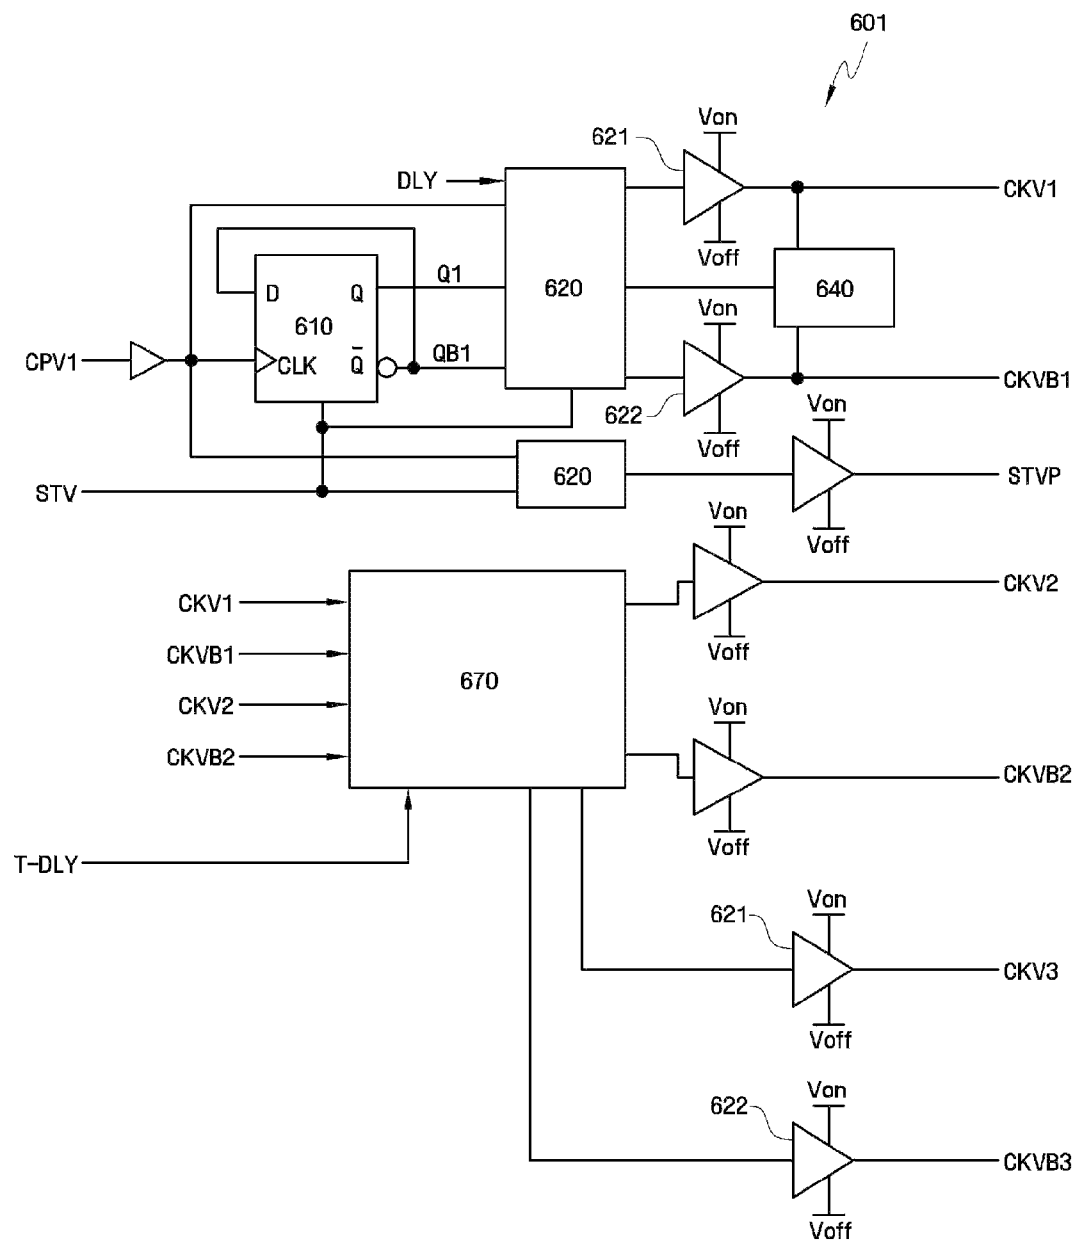 601
Von
621
DLY
CKV1
Voff
D
Q
Q1
620
640
610
Von
CPV1
CLK
Q̅
QB1
CKVB1
622
Von
Voff
STV
620
STVP
Von
Voff
CKV1
CKV2
CKVB1
Voff
670
CKV2
Von
CKVB2
CKVB2
Voff
T-DLY
Von
621
CKV3
Voff
Von
622
CKVB3
Voff